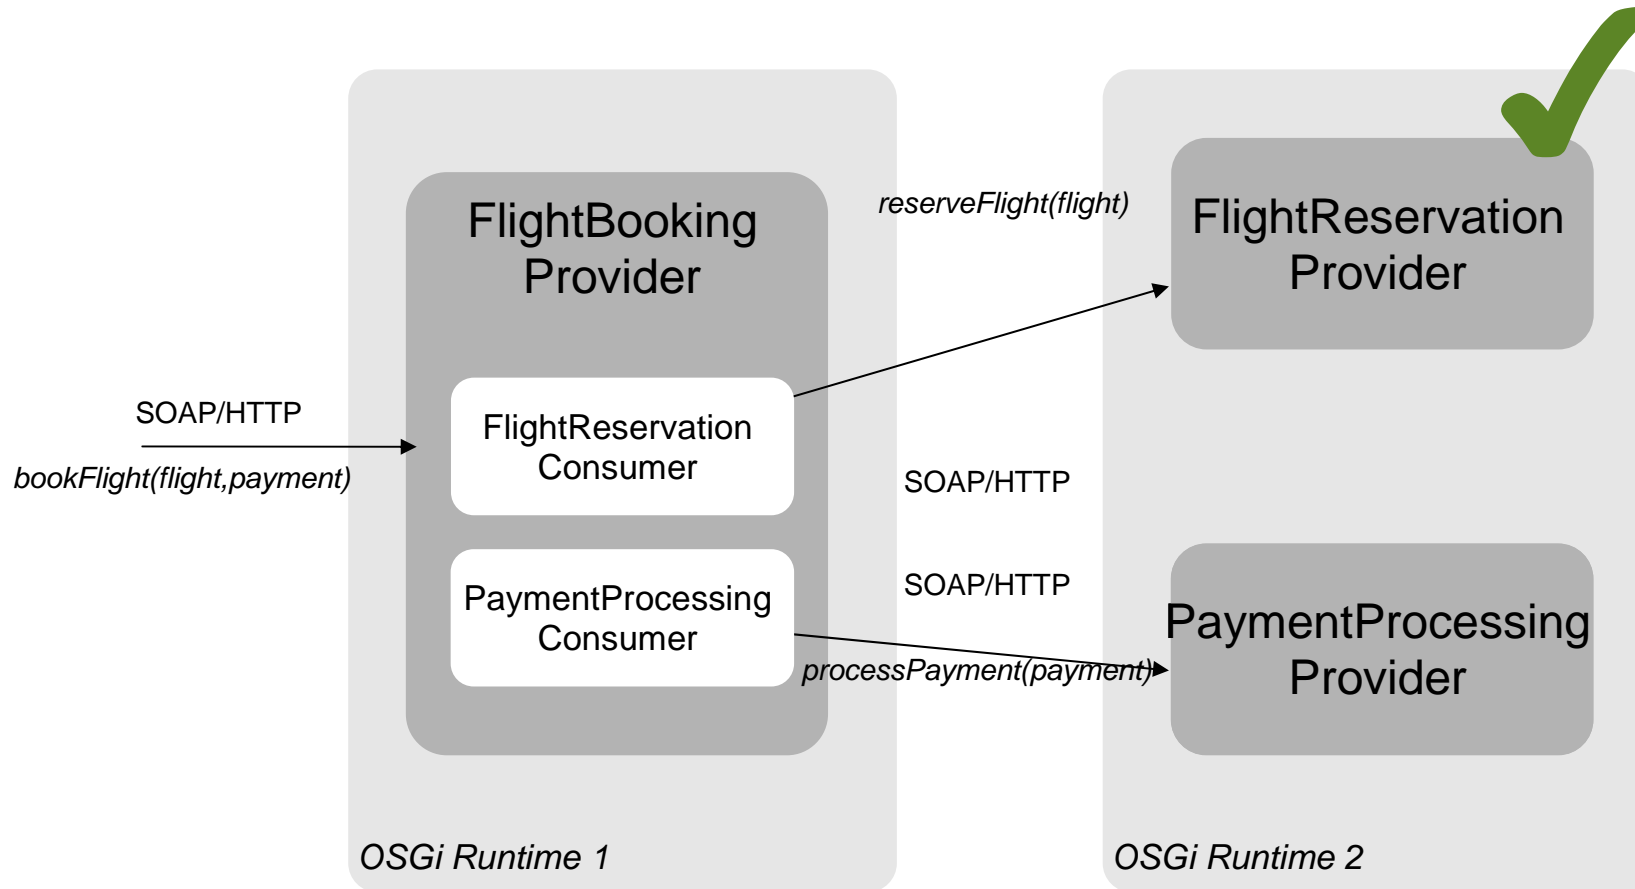 SOAP/HTTP
bookFlight(flight,payment)
FlightBooking
Provider
FlightReservation
Consumer
PaymentProcessing
Consumer
OSGi Runtime 1
reserveFlight(flight)
SOAP/HTTP
SOAP/HTTP
processPayment(payment)
FlightReservation
Provider
PaymentProcessing
Provider
OSGi Runtime 2